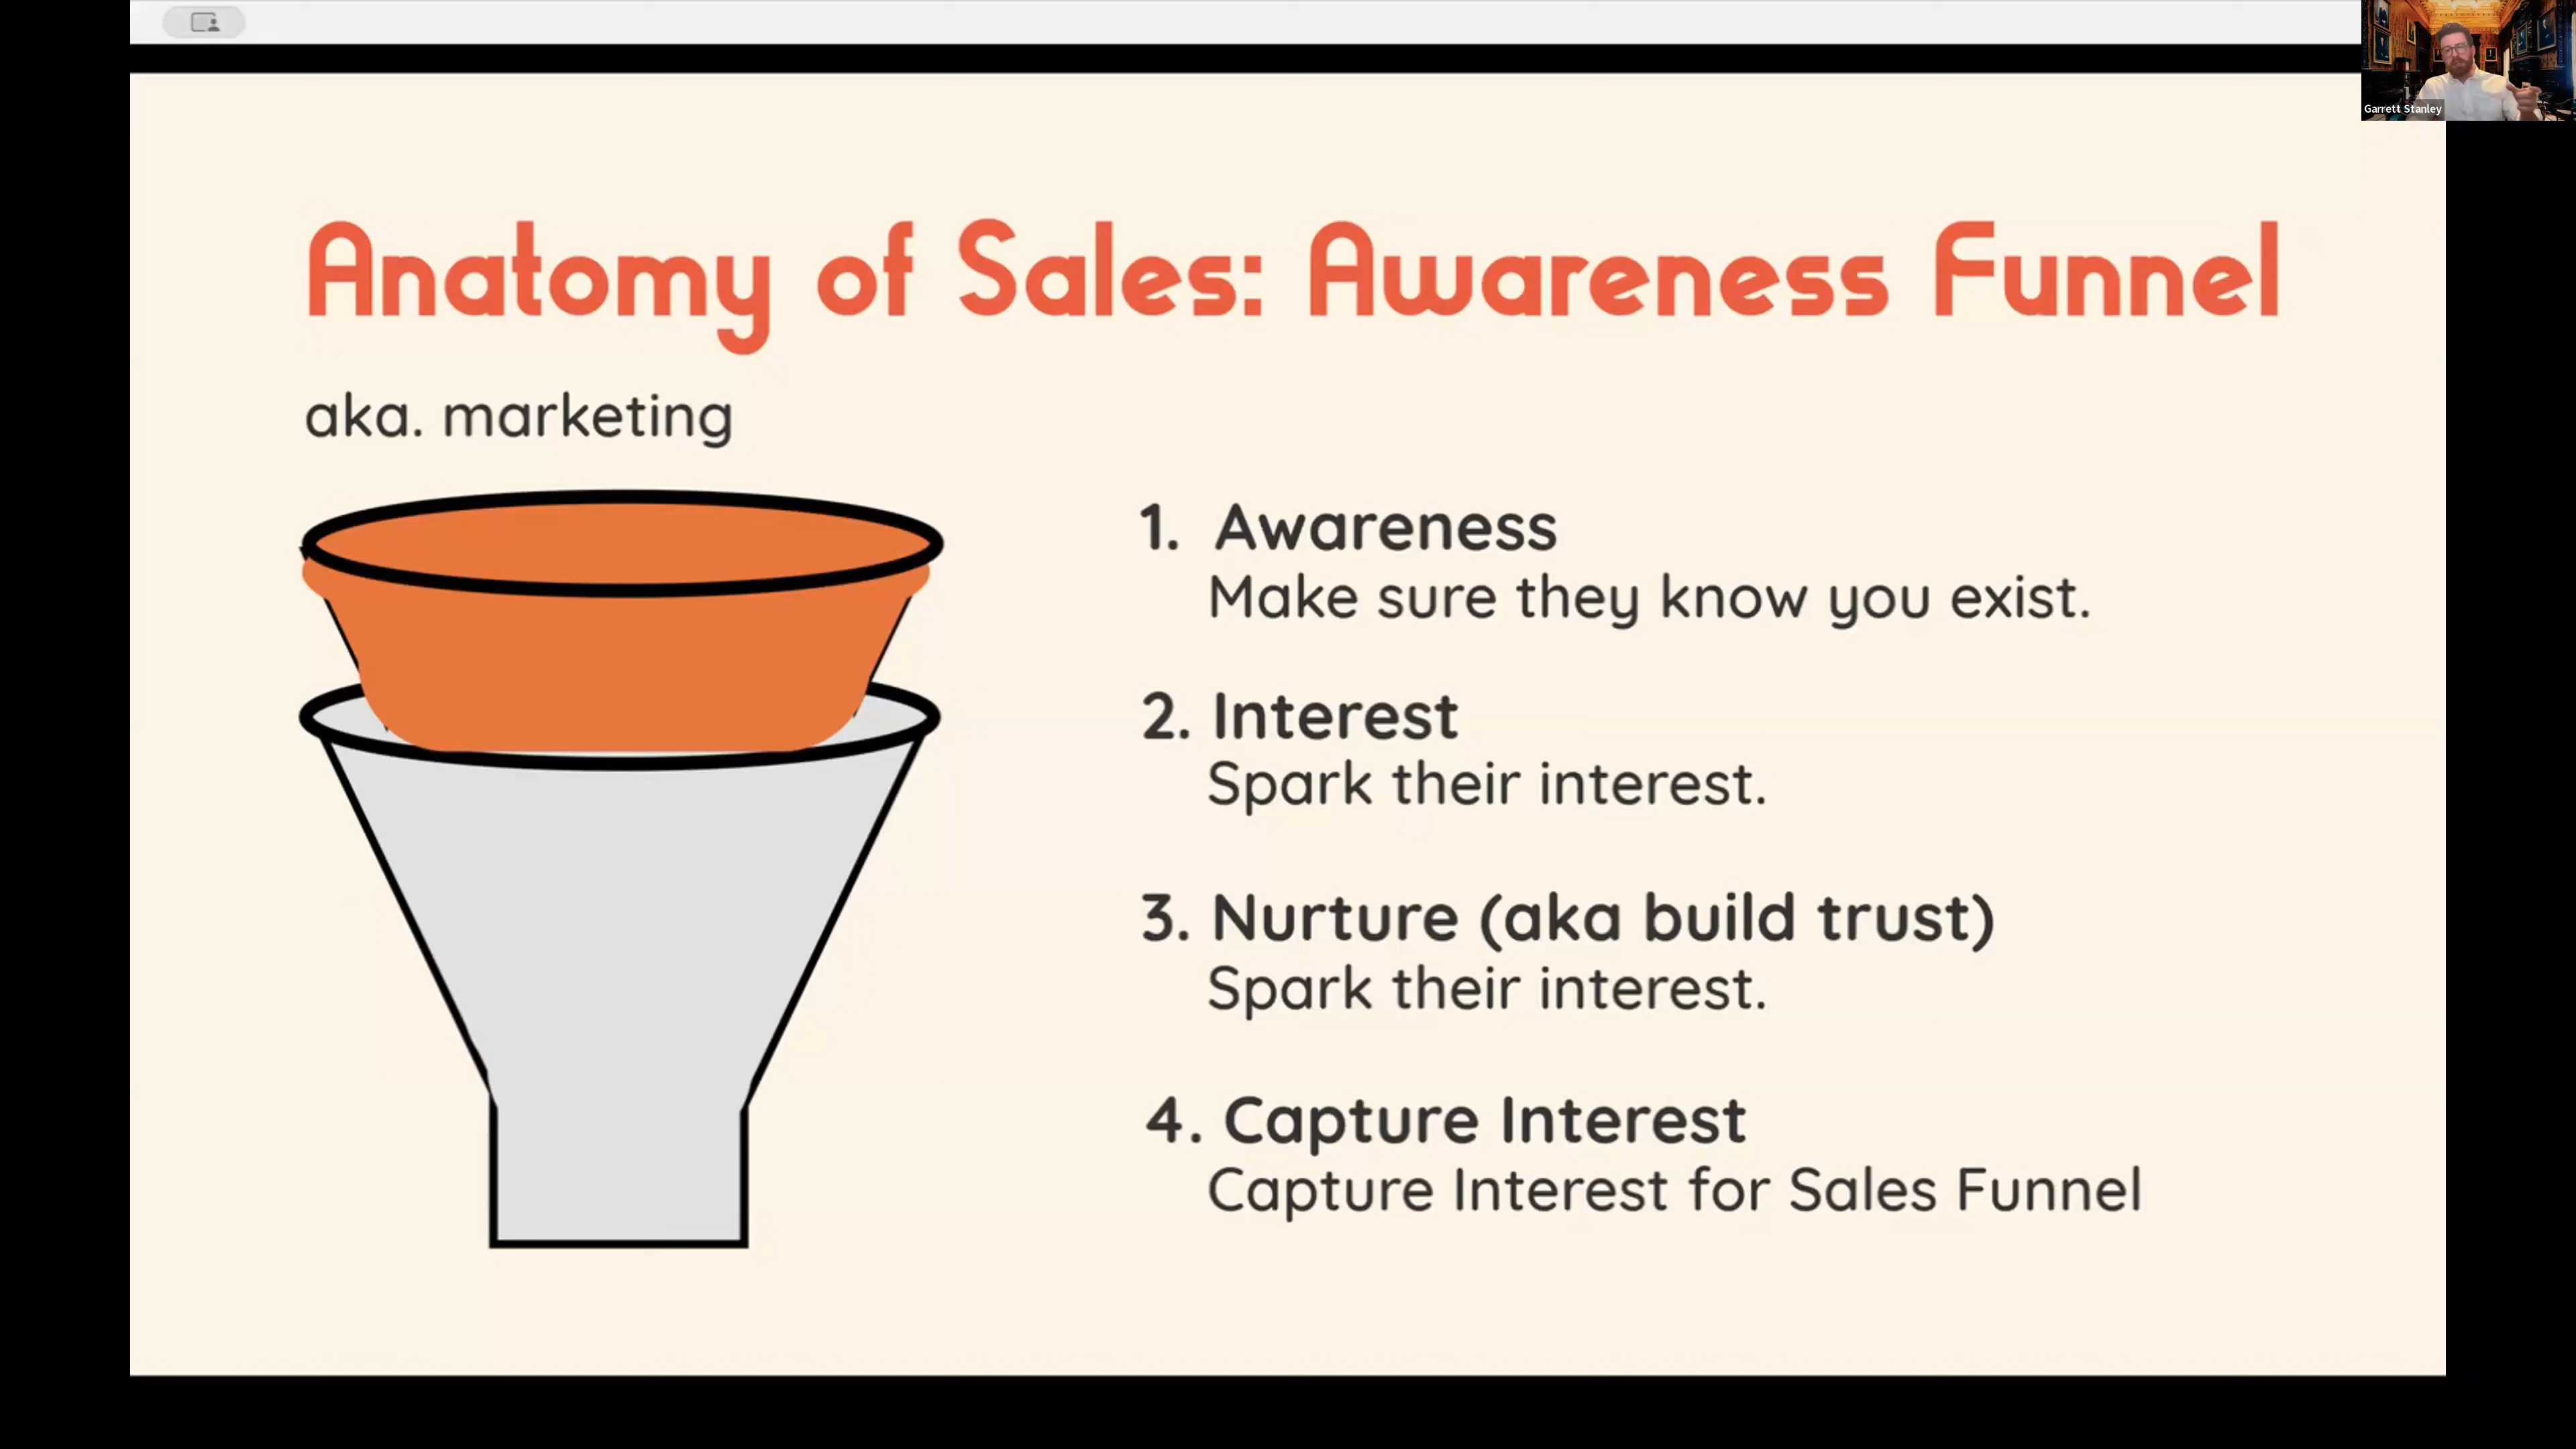 Garrett Stanley
Anatomy of Sales: Awareness Funnel
aka. marketing
1. Awareness
Make sure they know you exist.
2. Interest
Spark their interest.
3. Nurture (aka build trust)
Spark their interest.
4. Capture Interest
Capture Interest for Sales Funnel